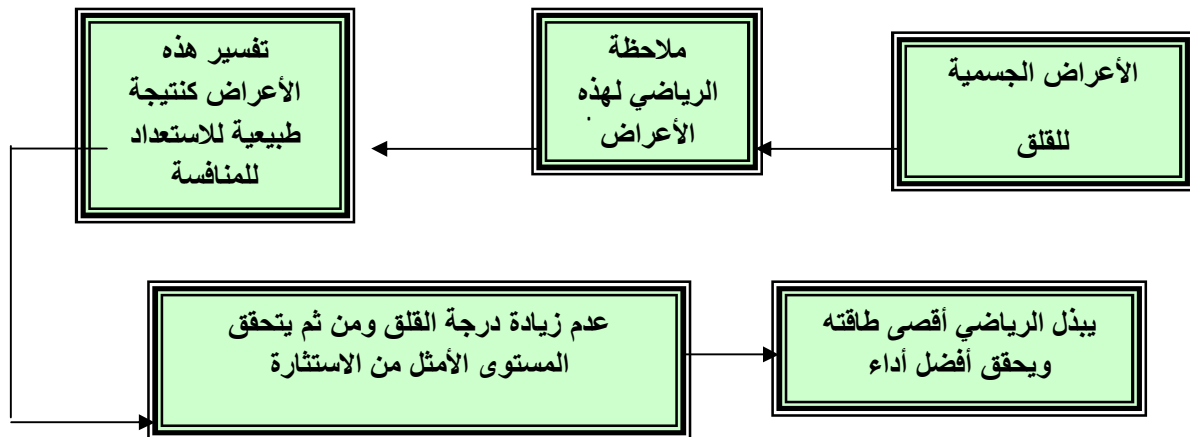 الأعراض الجسمية
للقلق
ملاحظة
الرياضي لهذه
الأعراض
تفسير هذه
الأعراض كنتيجة
طبيعية للاستعداد
للمنافسة
عدم زيادة درجة القلق ومن ثم يتحقق
المستوى الأمثل من الاستثارة
يبذل الرياضي أقصى طاقته
ويحقق أفضل أداء